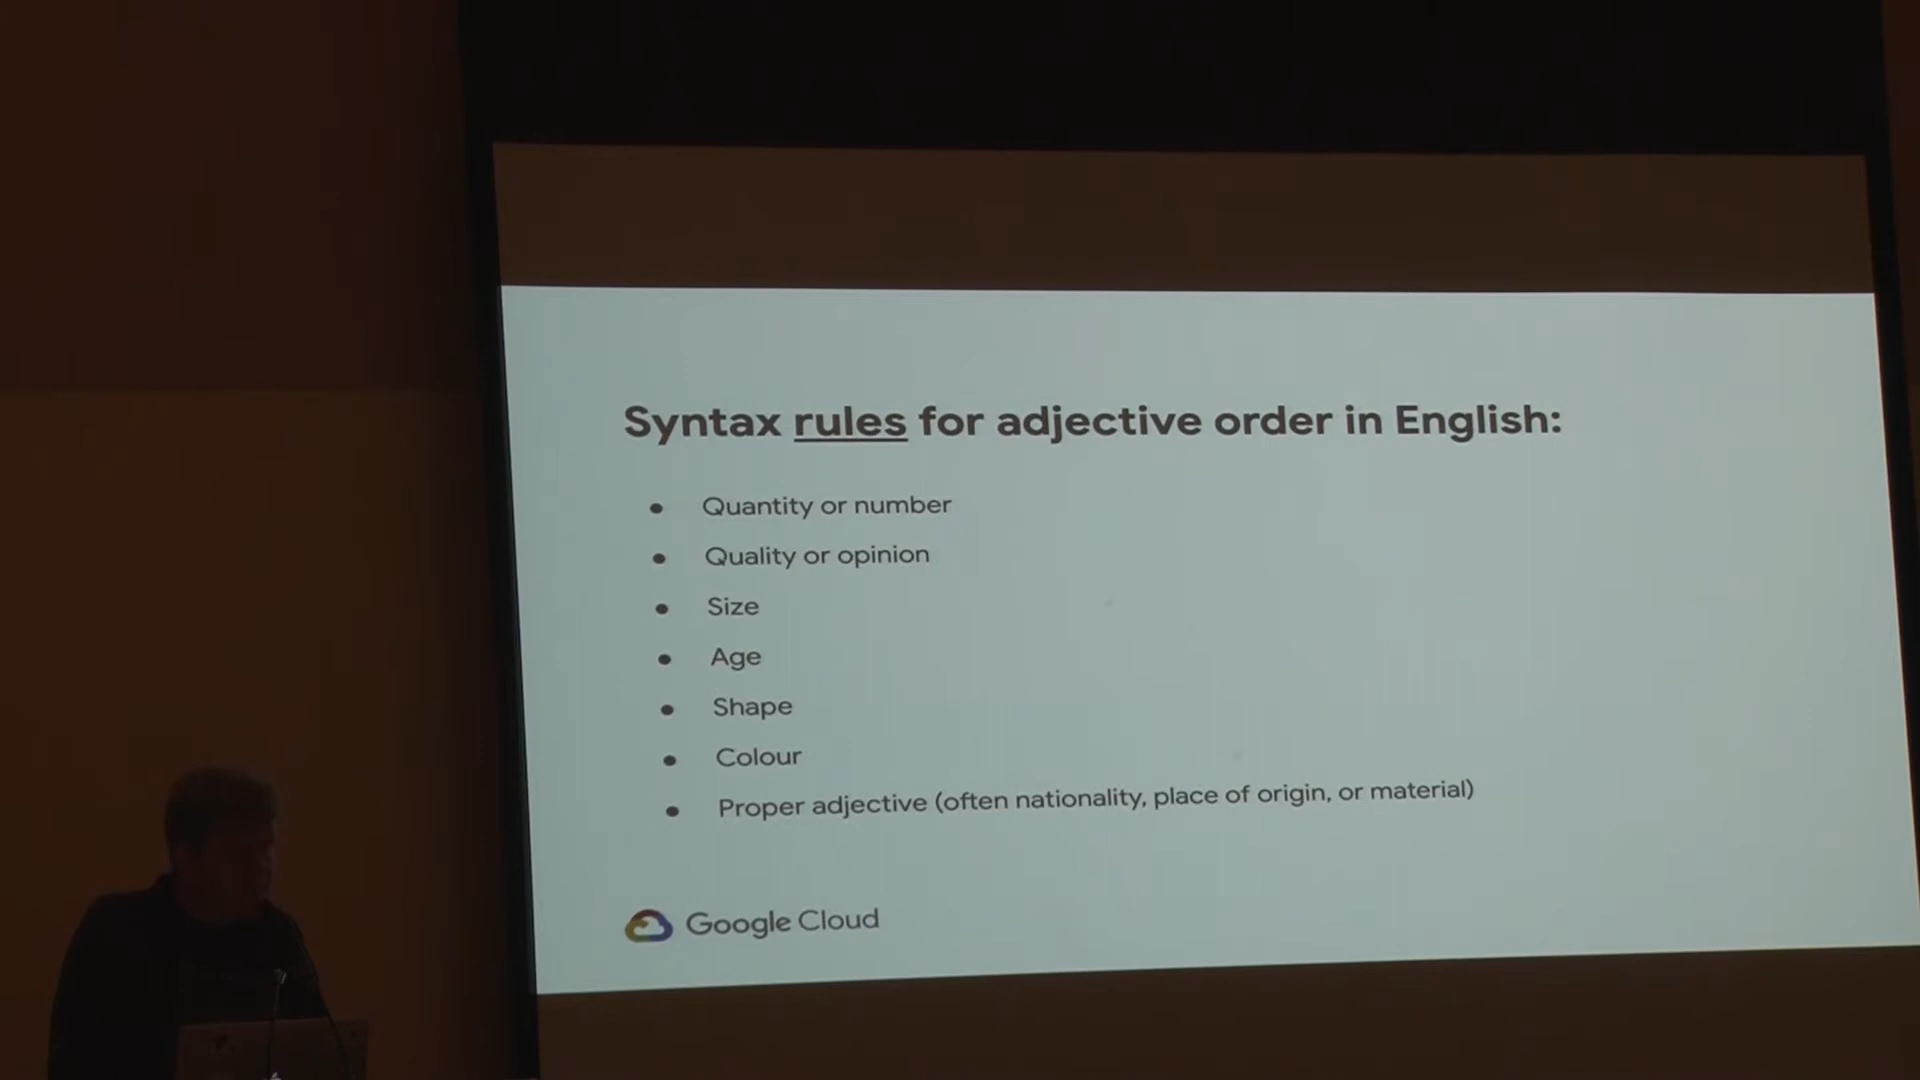 Syntax rules for adjective order in English:
● Quantity or number
● Quality or opinion
● Size
● Age
● Shape
● Colour
● Proper adjective (often nationality, place of origin, or material)
Google Cloud